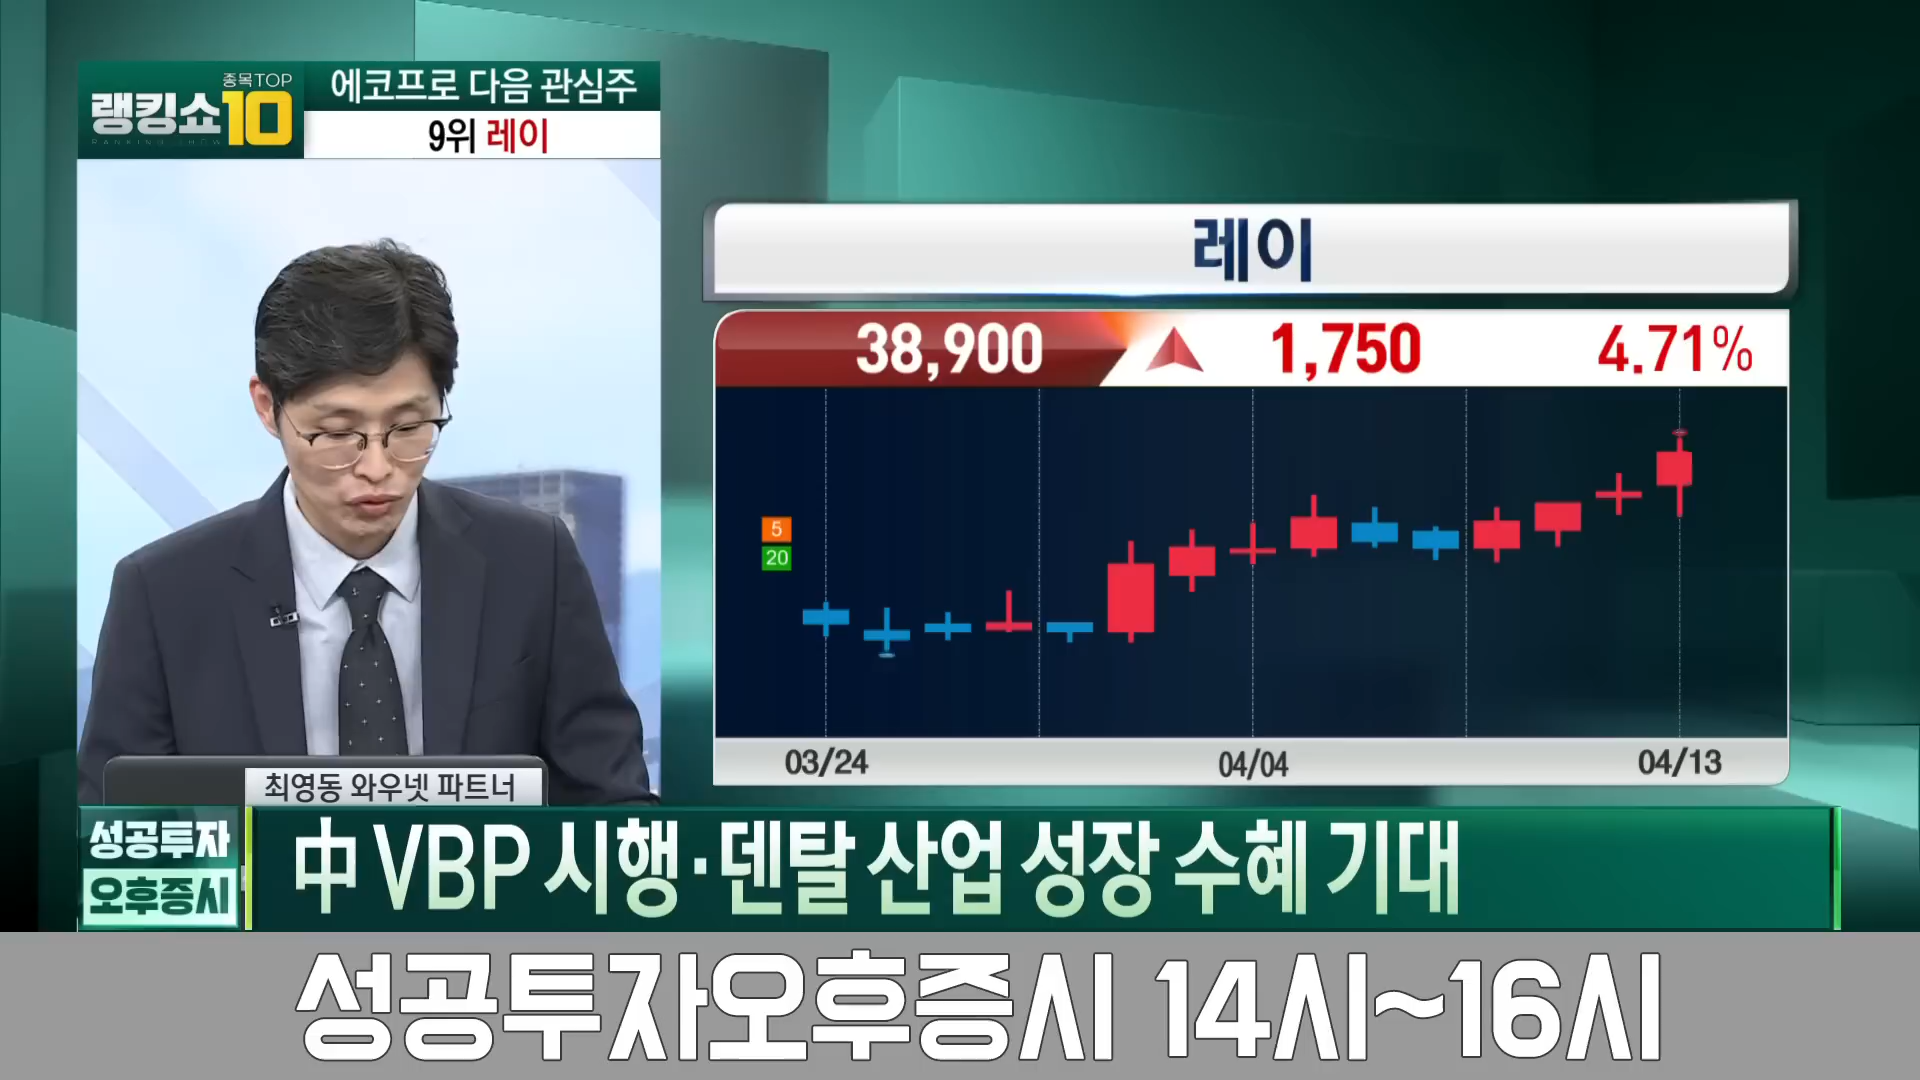 종목TOP
랭킹쇼10
RANKING SHOW
에코프로 다음 관심주
9위 레이
레이
38,900 1,750 4.71%
5
20
03/24 04/04 04/13
최영동 와우넷 파트너
성공투자
오후증시
中 VBP 시행·덴탈 산업 성장 수혜 기대
성공투자오후증시 14시~16시